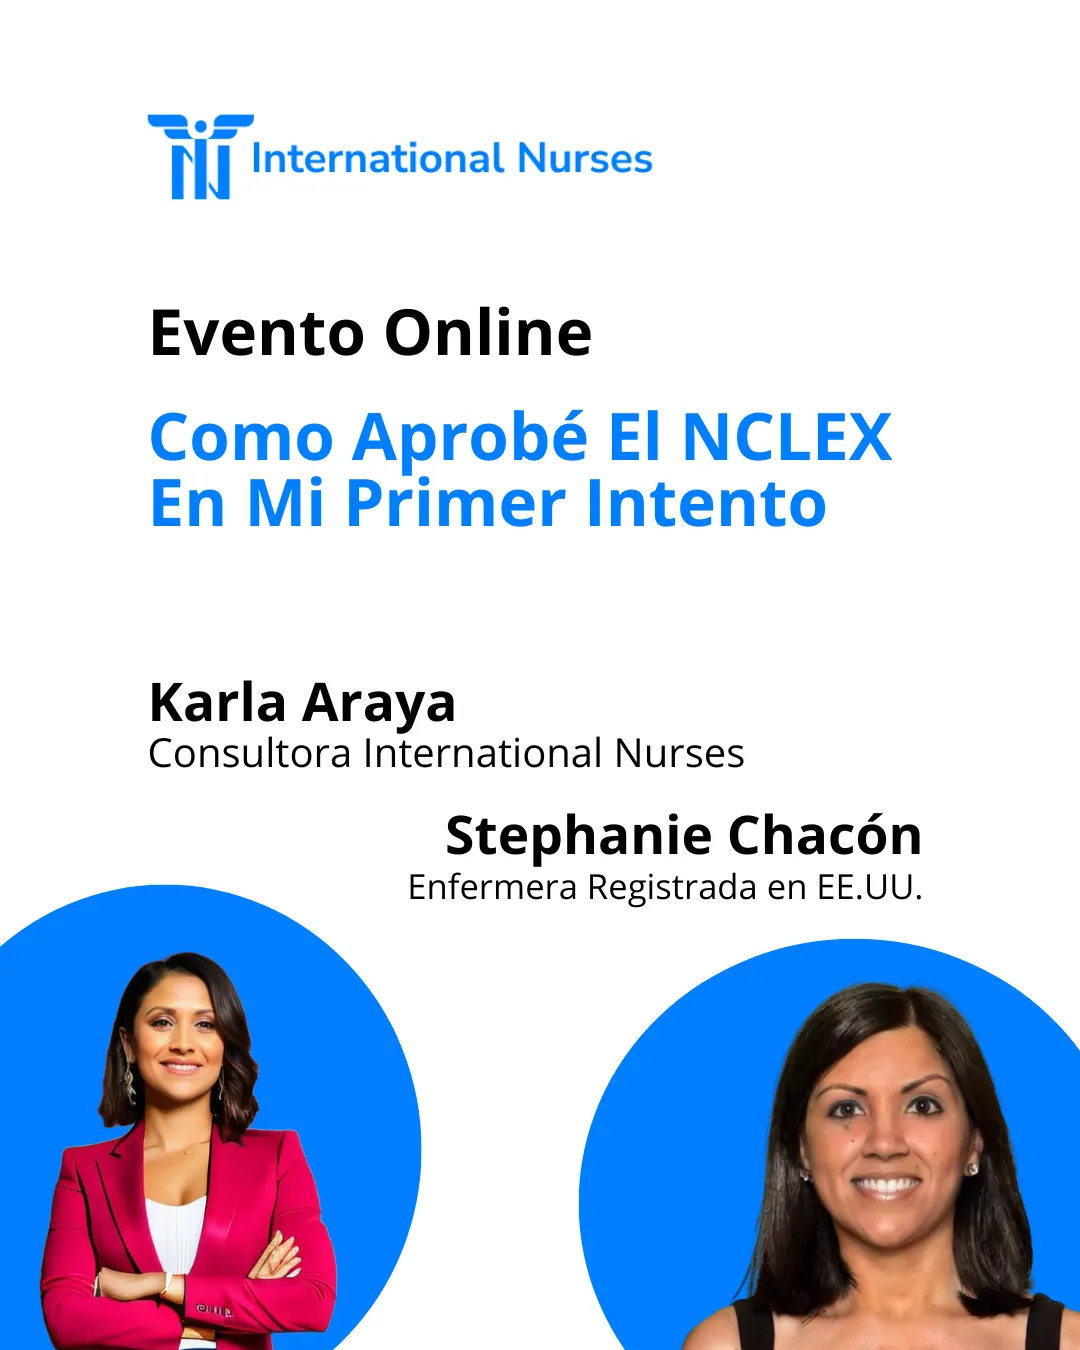 International Nurses
Evento Online
Como Aprobé El NCLEX
En Mi Primer Intento
Karla Araya
Consultora International Nurses
Stephanie Chacón
Enfermera Registrada en EE.UU.